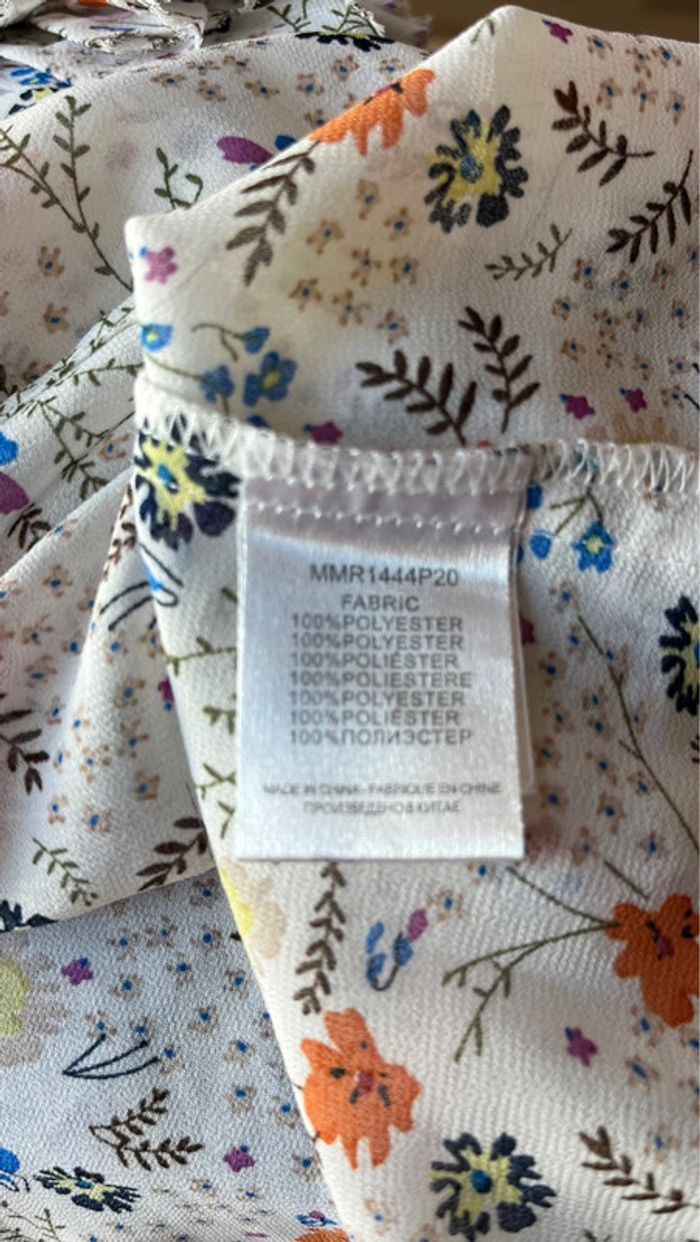 MMR1444P20
FABRIC
100%POLYESTER
100%POLYESTER
100%POLIÉSTER
100%POLIESTERE
100%POLYESTER
100%POLIÉSTER
100%ПОЛИЭСТЕР
MADE IN CHINA-FABRIQUE EN CHINE
ПРОИЗВЕДЕНО В КИТАЕ